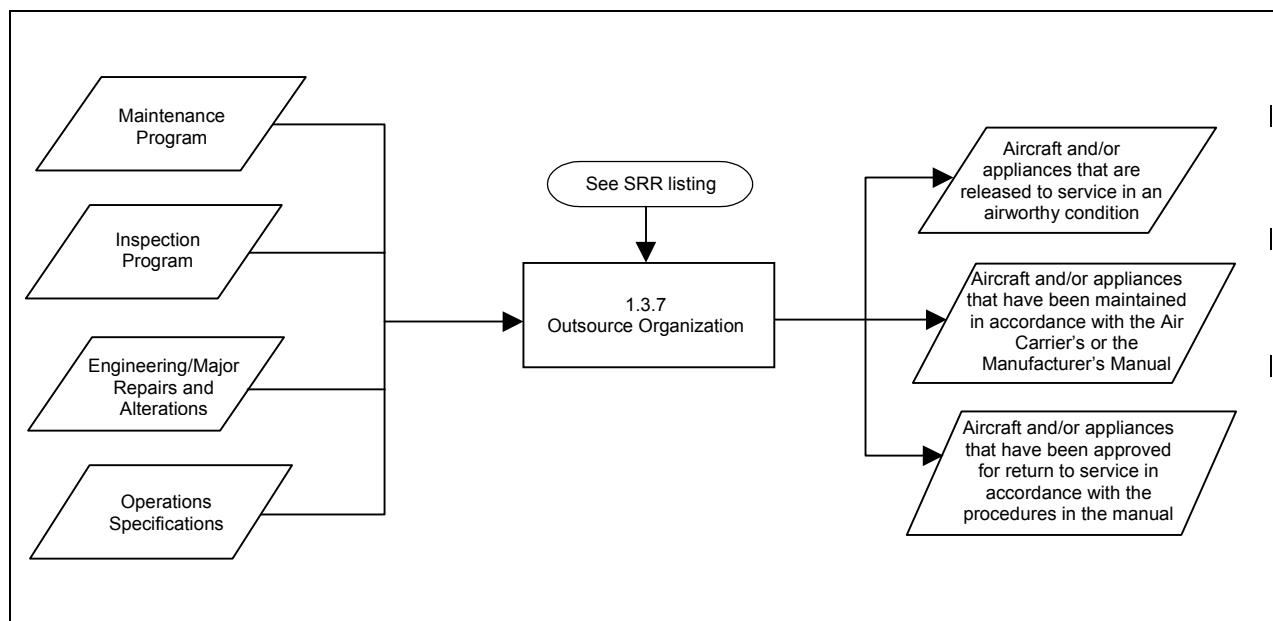 Maintenance
Program
Inspection
Program
Engineering/Major
Repairs and
Alterations
Operations
Specifications
See SRR listing
1.3.7
Outsource Organization
Aircraft and/or
appliances that are
released to service in an
airworthy condition
Aircraft and/or appliances
that have been maintained
in accordance with the Air
Carrier's or the
Manufacturer's Manual
Aircraft and/or appliances
that have been approved
for return to service in
accordance with the
procedures in the manual